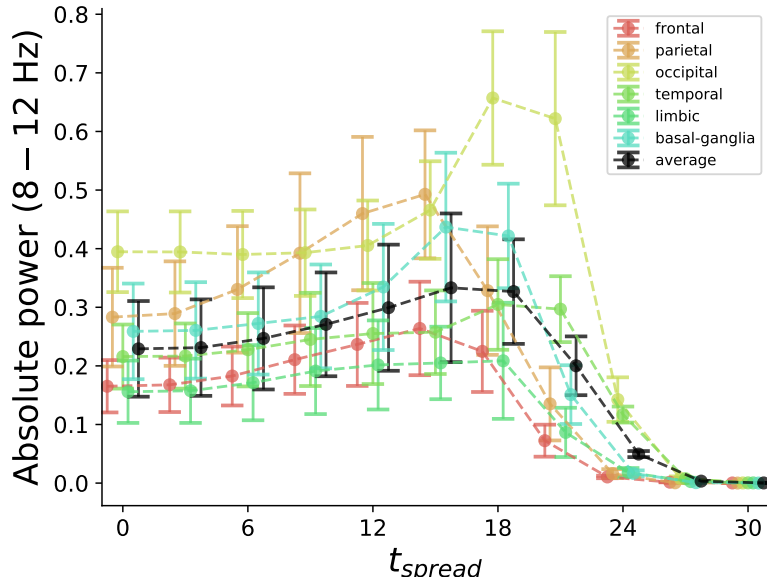 Absolute power (8 − 12 Hz)
0.8
0.7
0.6
0.5
0.4
0.3
0.2
0.1
0.0
frontal
parietal
occipital
temporal
limbic
basal-ganglia
average
0 6 12 18 24 30
t_spread